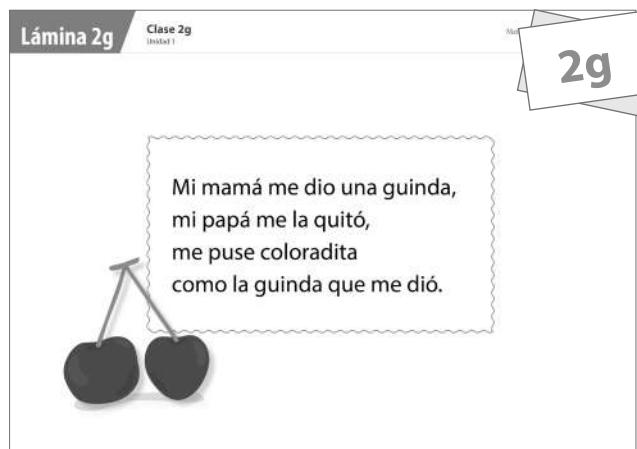 Lámina 2g
Clase 2g
Unidad 1
2g
Mi mamá me dio una guinda,
mi papá me la quitó,
me puse coloradita
como la guinda que me dió.